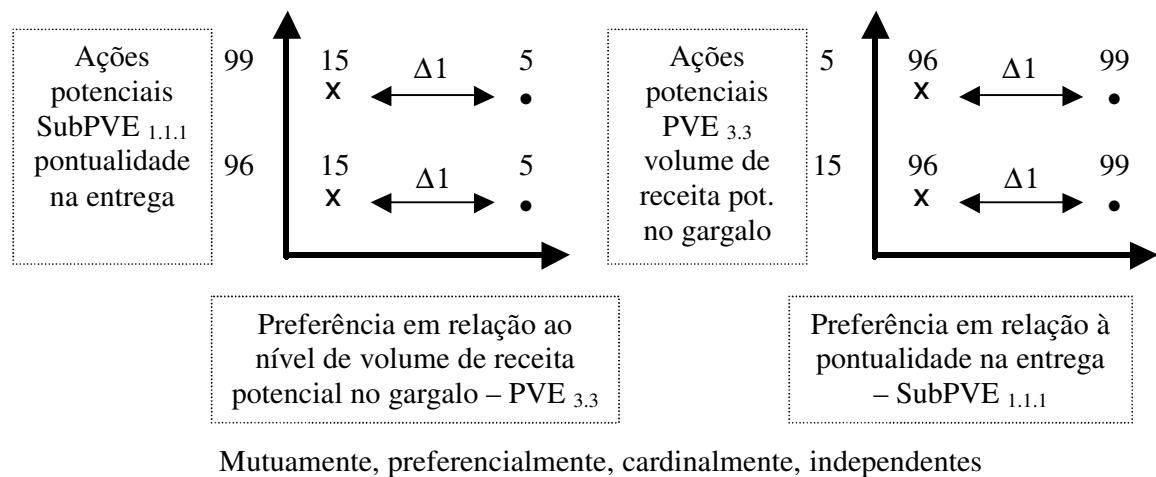 Ações
potenciais
SubPVE 1.1.1
pontualidade
na entrega
99
96
15
x
Δ1
5
15
x
Δ1
5
Preferência em relação ao
nível de volume de receita
potencial no gargalo – PVE 3.3
Ações
potenciais
PVE 3.3
volume de
receita pot.
no gargalo
5
15
96
x
Δ1
99
96
x
Δ1
99
Preferência em relação à
pontualidade na entrega
– SubPVE 1.1.1
Mutuamente, preferencialmente, cardinalmente, independentes